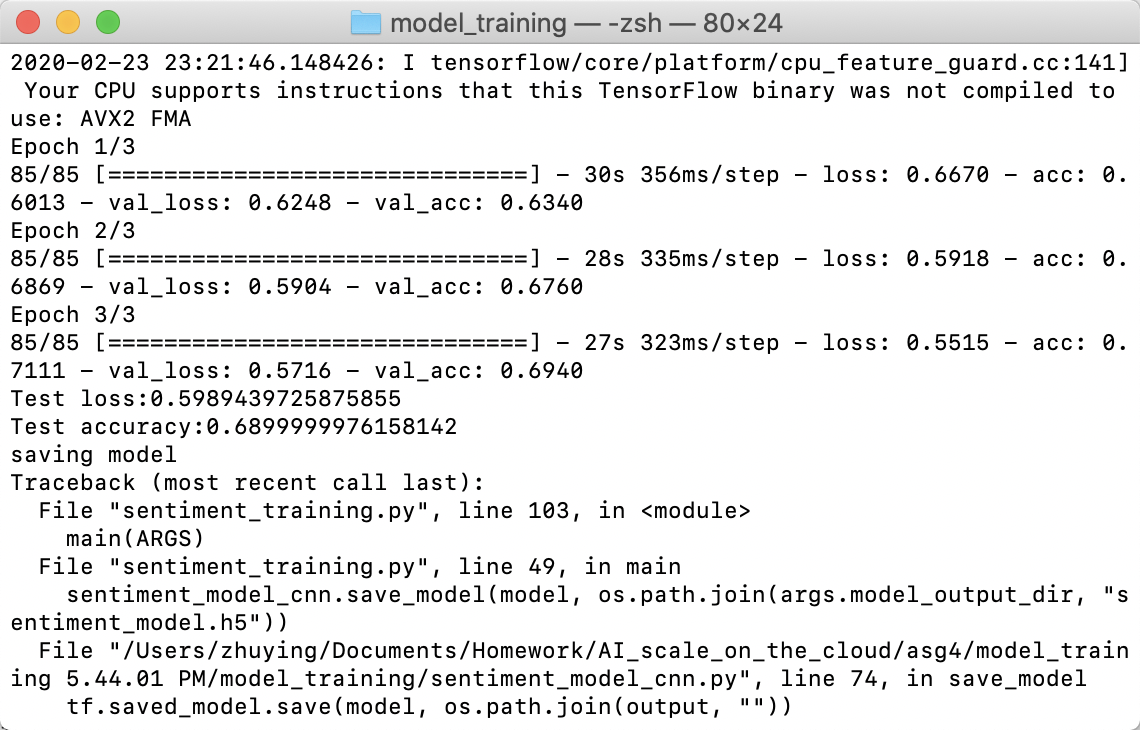 model_training — -zsh — 80×24
2020-02-23 23:21:46.148426: I tensorflow/core/platform/cpu_feature_guard.cc:141]
 Your CPU supports instructions that this TensorFlow binary was not compiled to
use: AVX2 FMA
Epoch 1/3
85/85 [==============================] - 30s 356ms/step - loss: 0.6670 - acc: 0.
6013 - val_loss: 0.6248 - val_acc: 0.6340
Epoch 2/3
85/85 [==============================] - 28s 335ms/step - loss: 0.5918 - acc: 0.
6869 - val_loss: 0.5904 - val_acc: 0.6760
Epoch 3/3
85/85 [==============================] - 27s 323ms/step - loss: 0.5515 - acc: 0.
7111 - val_loss: 0.5716 - val_acc: 0.6940
Test loss:0.5989439725875855
Test accuracy:0.6899999976158142
saving model
Traceback (most recent call last):
  File "sentiment_training.py", line 103, in <module>
    main(ARGS)
  File "sentiment_training.py", line 49, in main
    sentiment_model_cnn.save_model(model, os.path.join(args.model_output_dir, "s
entiment_model.h5"))
  File "/Users/zhuying/Documents/Homework/AI_scale_on_the_cloud/asg4/model_train
ing 5.44.01 PM/model_training/sentiment_model_cnn.py", line 74, in save_model
    tf.saved_model.save(model, os.path.join(output, ""))